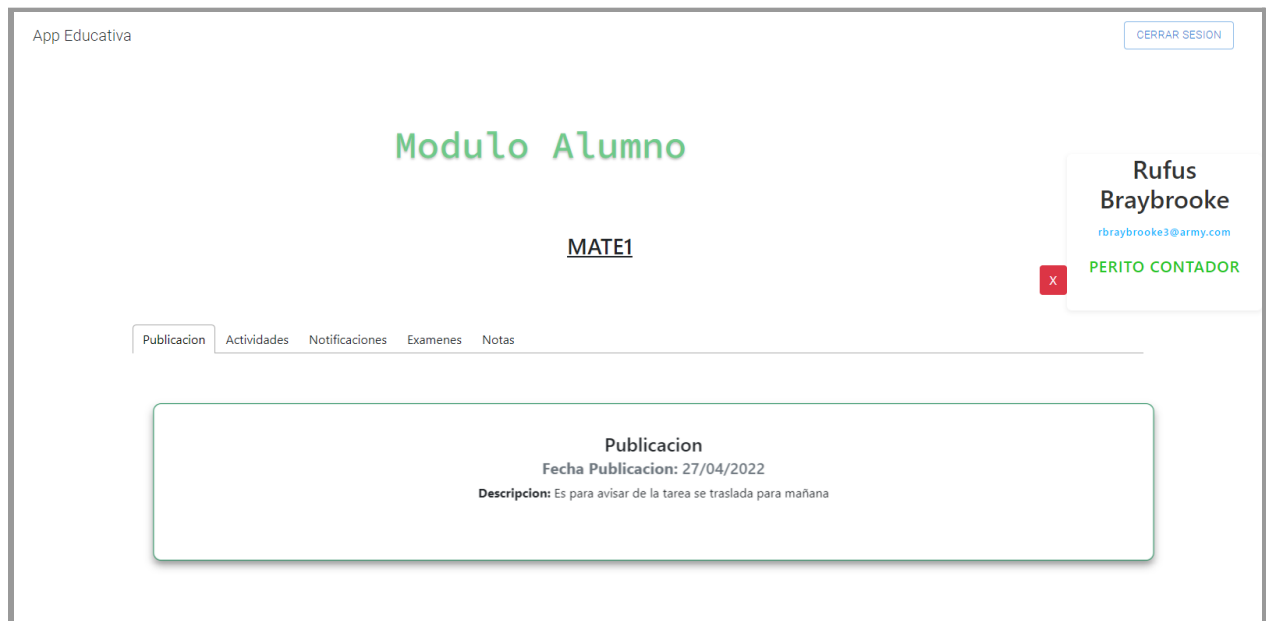 App Educativa
CERRAR SESION
Modulo Alumno
Rufus
Braybrooke
rbraybrooke3@army.com
PERITO CONTADOR
X
MATE1
Publicacion Actividades Notificaciones Examenes Notas
Publicacion
Fecha Publicacion: 27/04/2022
Descripcion: Es para avisar de la tarea se traslada para mañana